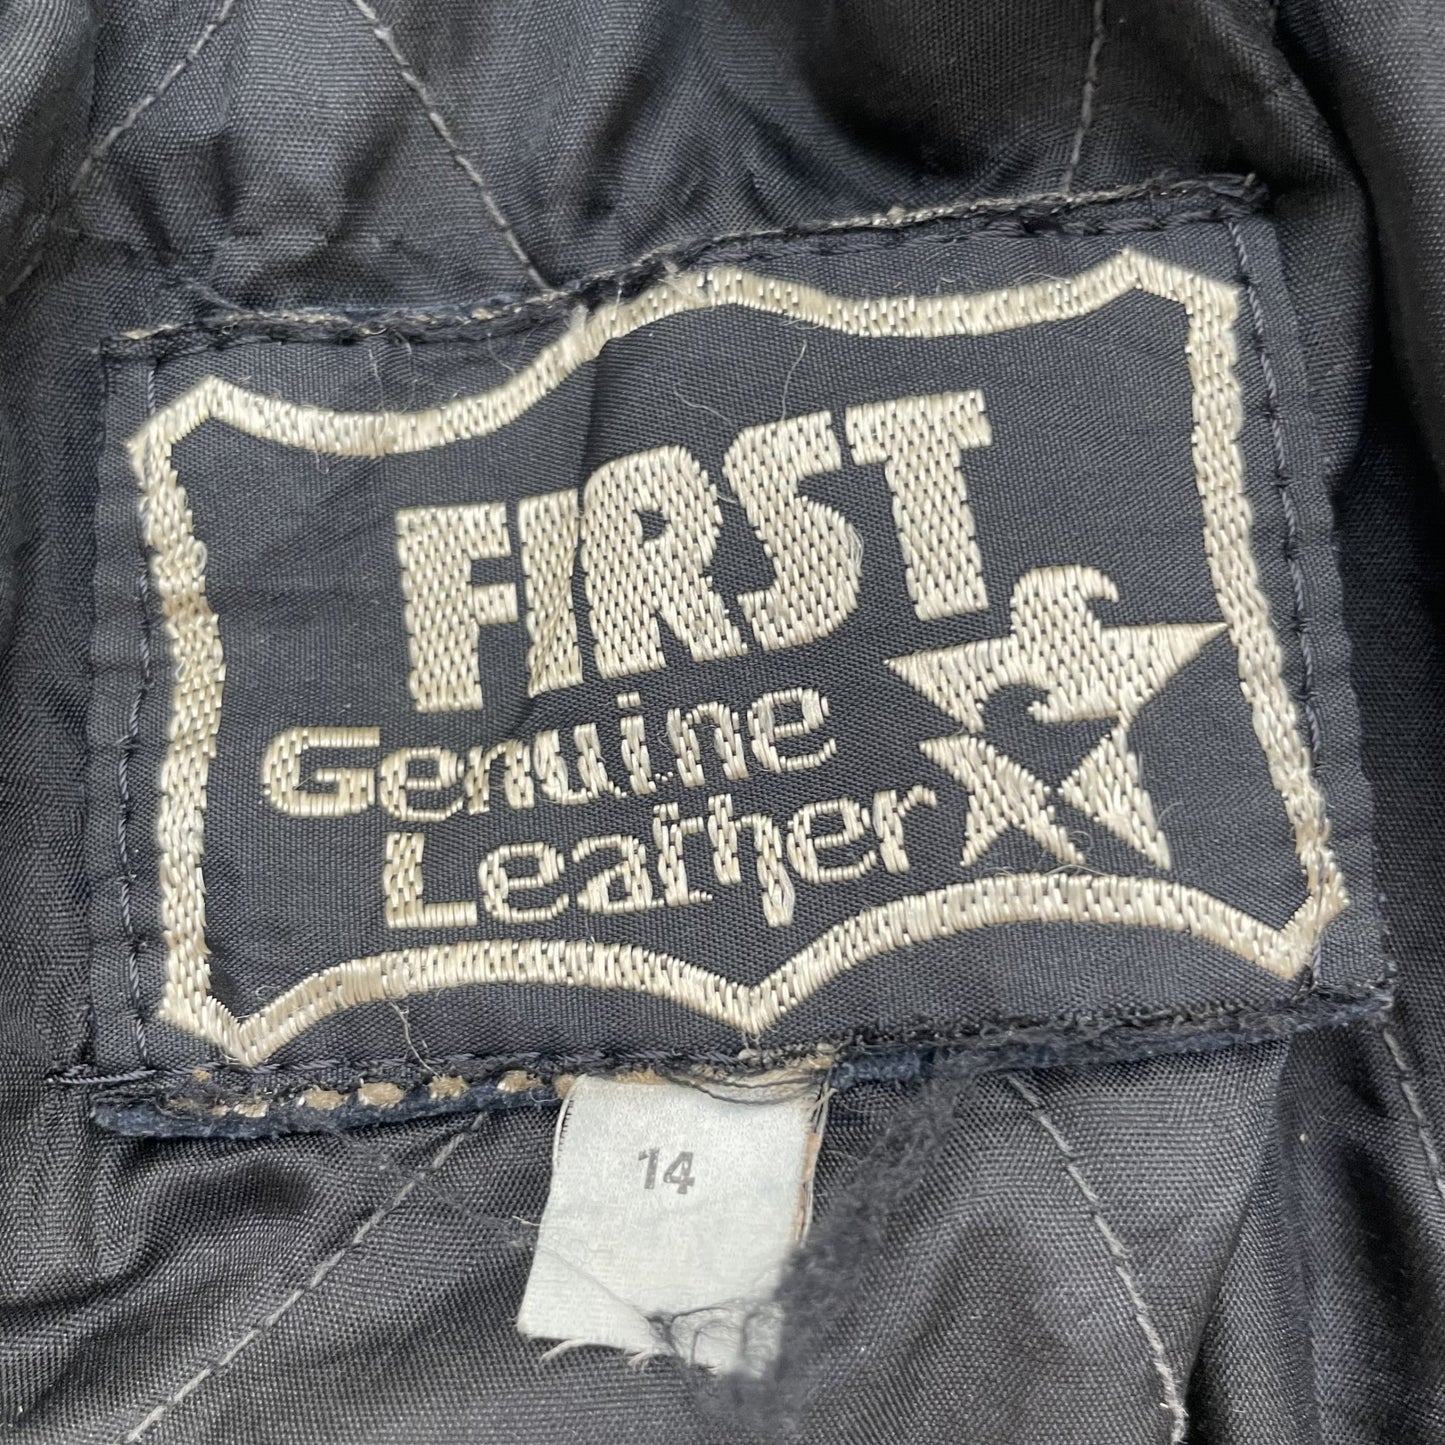 FIRST
Genuine
Leather
14